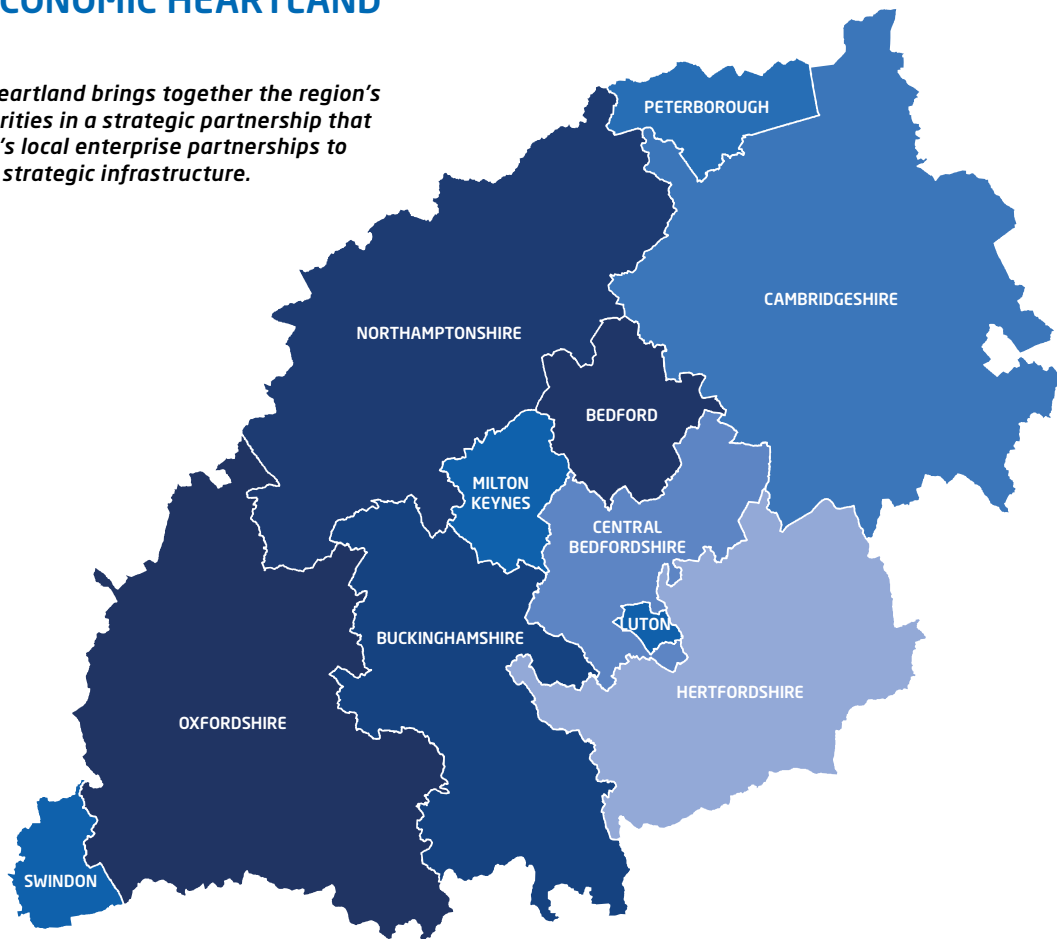 ECONOMIC HEARTLAND
eartland brings together the region's
rities in a strategic partnership that
's local enterprise partnerships to
strategic infrastructure.
PETERBOROUGH
CAMBRIDGESHIRE
NORTHAMPTONSHIRE
BEDFORD
MILTON
KEYNES
CENTRAL
BEDFORDSHIRE
LUTON
BUCKINGHAMSHIRE
HERTFORDSHIRE
OXFORDSHIRE
SWINDON